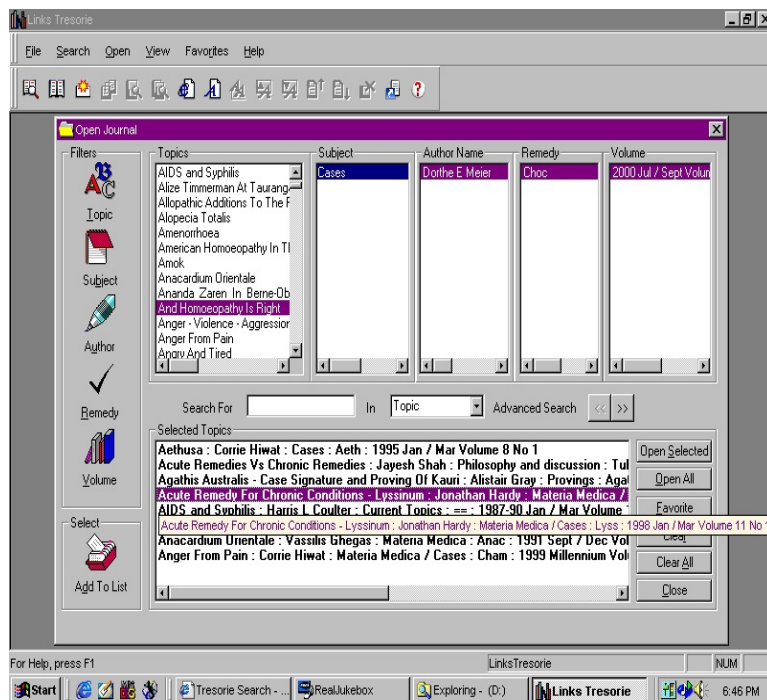 Links Tresorie
File Search Open View Favorites Help
Open Journal
Filters
Topic
Subject
Author
Remedy
Volume
Select
Add To List
Topics
AIDS and Syphilis
Alize Timmerman At Taurang
Allopathic Additions To The F
Alopecia Totalis
Amenorrhoea
American Homoeopathy In Tl
Amok
Anacardium Orientale
Ananda Zaren In Berne-Ob
And Homoeopathy Is Right
Anger - Violence - Aggression
Anger From Pain
Angry And Tired
Subject
Cases
Author Name
Dorthe E Meier
Remedy
Choc
Volume
2000 Jul / Sept Volun
Search For In Topic Advanced Search << >>
Selected Topics
Aethusa : Corrie Hiwat : Cases : Aeth : 1995 Jan / Mar Volume 8 No 1
Acute Remedies Vs Chronic Remedies : Jayesh Shah : Philosophy and discussion : Tul
Agathis Australis - Case Signature and Proving Of Kauri : Alistair Gray : Provings : Aga
Acute Remedy For Chronic Conditions - Lyssinum : Jonathan Hardy : Materia Medica /
AIDS and Syphilis : Harris L Coulter : Current Topics : == : 1987-90 Jan / Mar Volume
Acute Remedy For Chronic Conditions - Lyssinum : Jonathan Hardy : Materia Medica / Cases : Lyss : 1998 Jan / Mar Volume 11 No 1
Anacardium Orientale : Vassilis Ghegas : Materia Medica : Anac : 1991 Sept / Dec Vol
Anger From Pain : Corrie Hiwat : Materia Medica / Cases : Cham : 1999 Millennium Vol
Open Selected
Open All
Favorite
Clear
Clear All
Close
For Help, press F1 LinksTresorie NUM
Start Tresorie Search - ... RealJukebox Exploring - (D:) Links Tresorie 6:46 PM